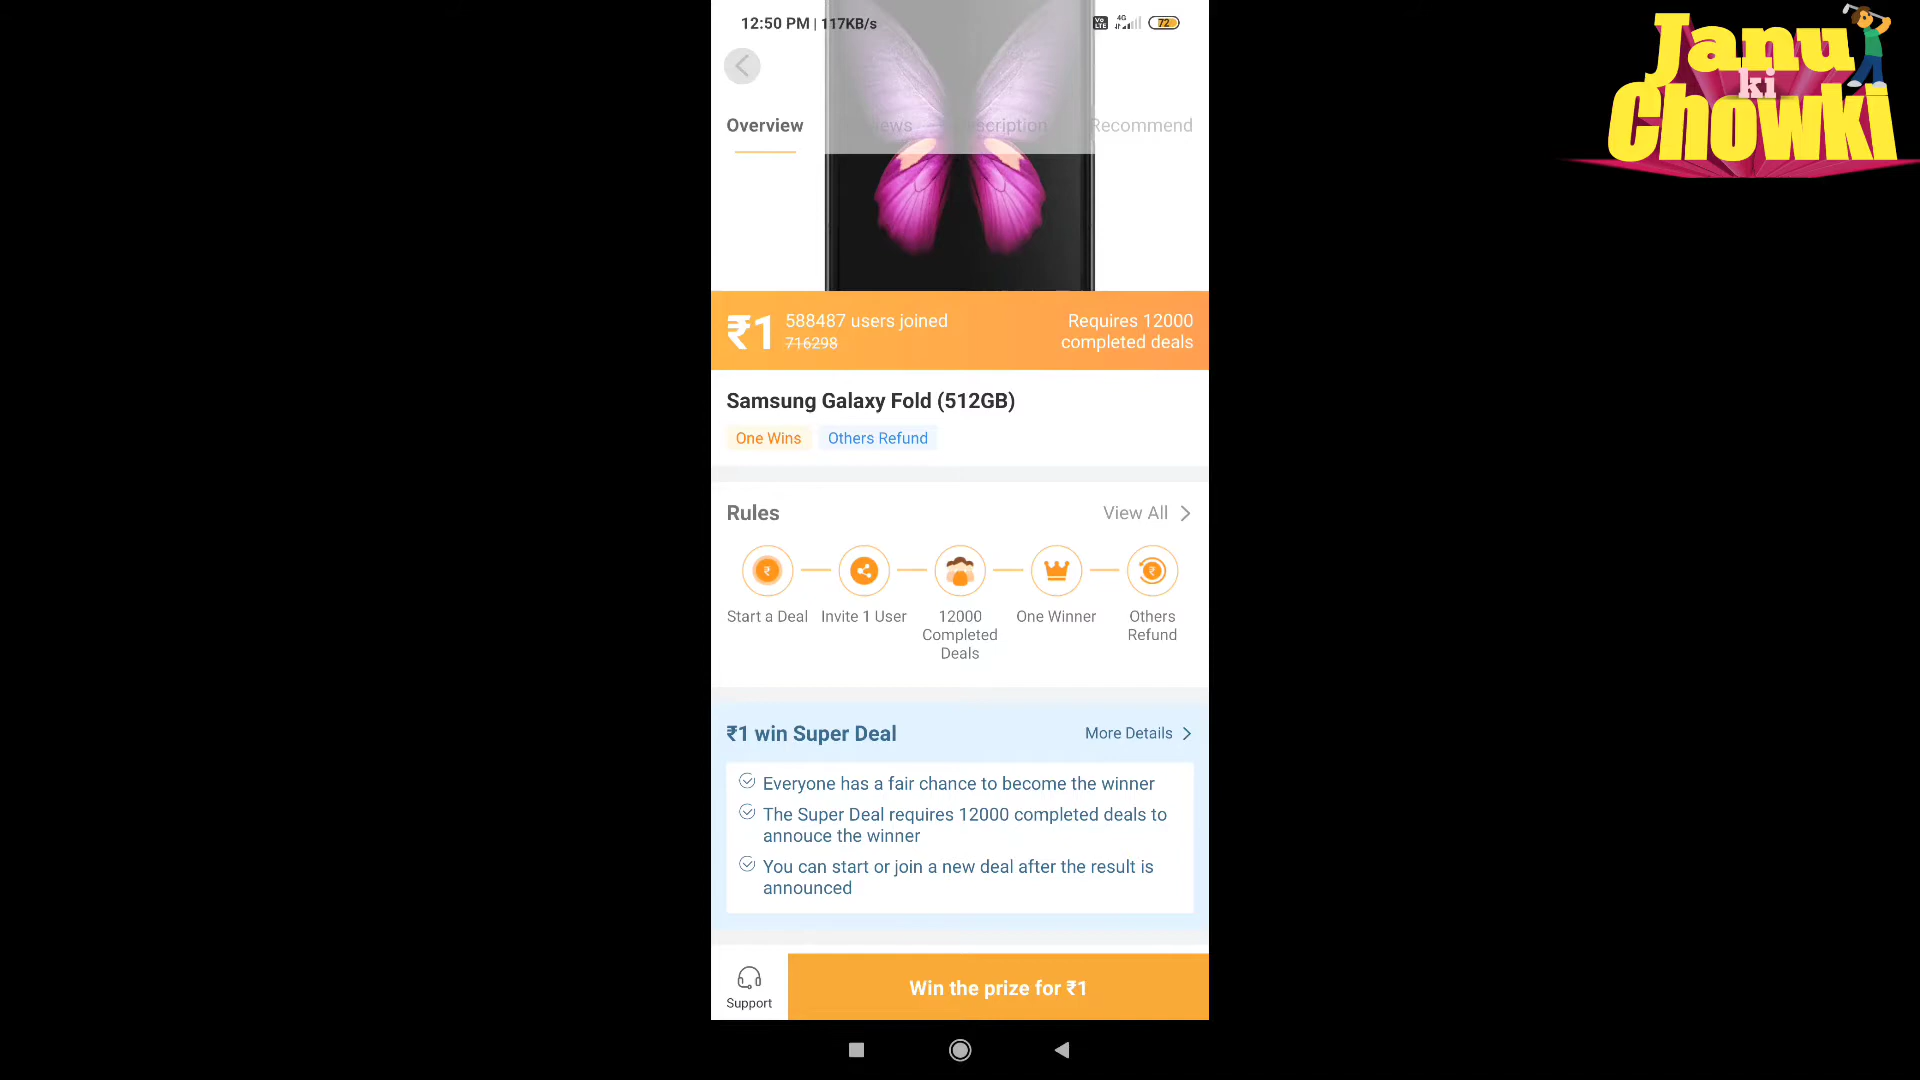 12:50 PM | 117KB/s
Vo LTE 4G 72
Janu
ki
Chowki
Overview Recommend
₹1
588487 users joined
716298
Requires 12000
completed deals
Samsung Galaxy Fold (512GB)
One Wins Others Refund
Rules View All
Start a Deal
Invite 1 User
12000
Completed
Deals
One Winner
Others
Refund
₹1 win Super Deal More Details
Everyone has a fair chance to become the winner
The Super Deal requires 12000 completed deals to
annouce the winner
You can start or join a new deal after the result is
announced
Support
Win the prize for ₹1